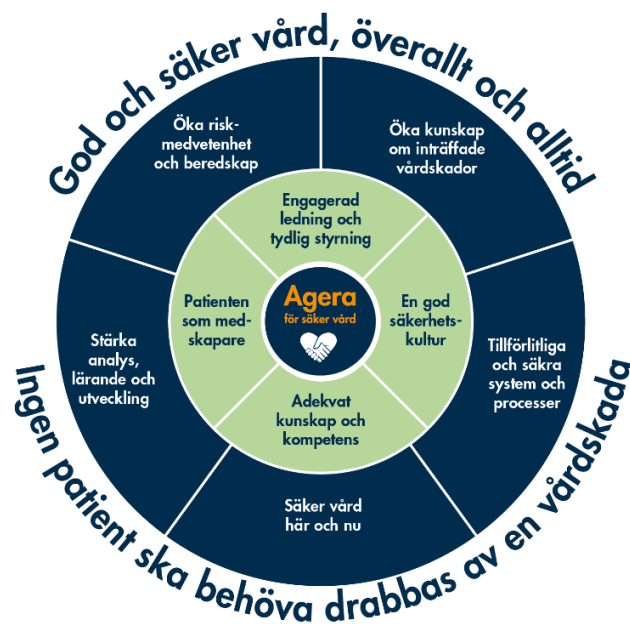 God och säker vård, överallt och alltid
Öka risk-
medvetenhet
och beredskap
Öka kunskap
om inträffade
vårdskador
Engagerad
ledning och
tydlig styrning
Patienten
som med-
skapare
Agera
för säker vård
En god
säkerhets-
kultur
Stärka
analys,
lärande och
utveckling
Tillförlitliga
och säkra
system och
processer
Adekvat
kunskap och
kompetens
Säker vård
här och nu
Ingen patient ska behöva drabbas av en vårdskada